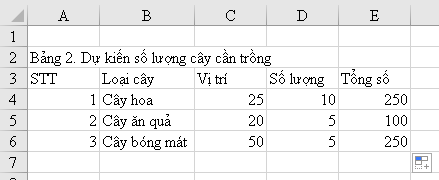 A B C D E
1
2 Bảng 2. Dự kiến số lượng cây cần trồng
3 STT Loại cây Vị trí Số lượng Tổng số
4 1 Cây hoa 25 10 250
5 2 Cây ăn quả 20 5 100
6 3 Cây bóng mát 50 5 250
7